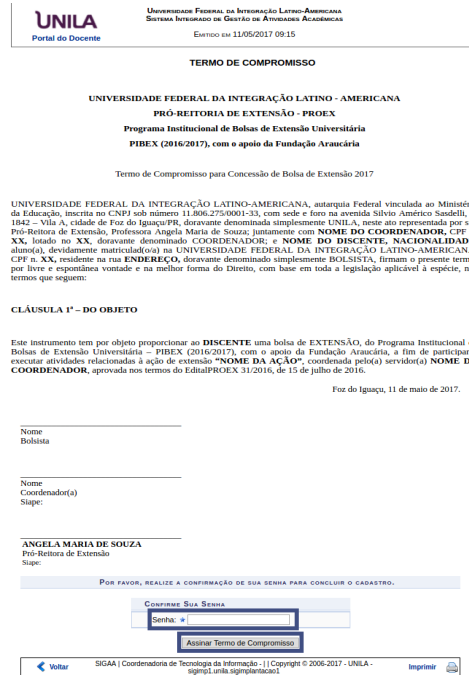 UNILA
Portal do Docente
Universidade Federal da Integração Latino-Americana
Sistema Integrado de Gestão de Atividades Acadêmicas
Emitido em 11/05/2017 09:15
TERMO DE COMPROMISSO
UNIVERSIDADE FEDERAL DA INTEGRAÇÃO LATINO - AMERICANA
PRÓ-REITORIA DE EXTENSÃO - PROEX
Programa Institucional de Bolsas de Extensão Universitária
PIBEX (2016/2017), com o apoio da Fundação Araucária
Termo de Compromisso para Concessão de Bolsa de Extensão 2017
UNIVERSIDADE FEDERAL DA INTEGRAÇÃO LATINO-AMERICANA, autarquia Federal vinculada ao Ministér
da Educação, inscrita no CNPJ sob número 11.806.275/0001-33, com sede e foro na avenida Silvio Américo Sasdelli,
1842 – Vila A, cidade de Foz do Iguaçu/PR, doravante denominada simplesmente UNILA, neste ato representada por s
Pró-Reitora de Extensão, Professora Angela Maria de Souza; juntamente com NOME DO COORDENADOR, CPF
XX, lotado no XX, doravante denominado COORDENADOR; e NOME DO DISCENTE, NACIONALIDAD
aluno(a), devidamente matriculad(o/a) na UNIVERSIDADE FEDERAL DA INTEGRAÇÃO LATINO-AMERICANA
CPF n. XX, residente na rua ENDEREÇO, doravante denominado simplesmente BOLSISTA, firmam o presente term
por livre e espontânea vontade e na melhor forma do Direito, com base em toda a legislação aplicável à espécie, n
termos que seguem:
CLÁUSULA 1ª – DO OBJETO
Este instrumento tem por objeto proporcionar ao DISCENTE uma bolsa de EXTENSÃO, do Programa Institucional
Bolsas de Extensão Universitária – PIBEX (2016/2017), com o apoio da Fundação Araucária, a fim de participar
executar atividades relacionadas à ação de extensão "NOME DA AÇÃO", coordenada pelo(a) servidor(a) NOME D
COORDENADOR, aprovada nos termos do EditalPROEX 31/2016, de 15 de julho de 2016.
Foz do Iguaçu, 11 de maio de 2017.
Nome
Bolsista
Nome
Coordenador(a)
Siape:
ANGELA MARIA DE SOUZA
Pró-Reitora de Extensão
Siape:
Por favor, realize a confirmação de sua senha para concluir o cadastro.
Confirme Sua Senha
Senha:
Assinar Termo de Compromisso
Voltar
SIGAA | Coordenadoria de Tecnologia da Informação - | | Copyright © 2006-2017 - UNILA -
sigimp1.unila.sigimplantacao1
Imprimir